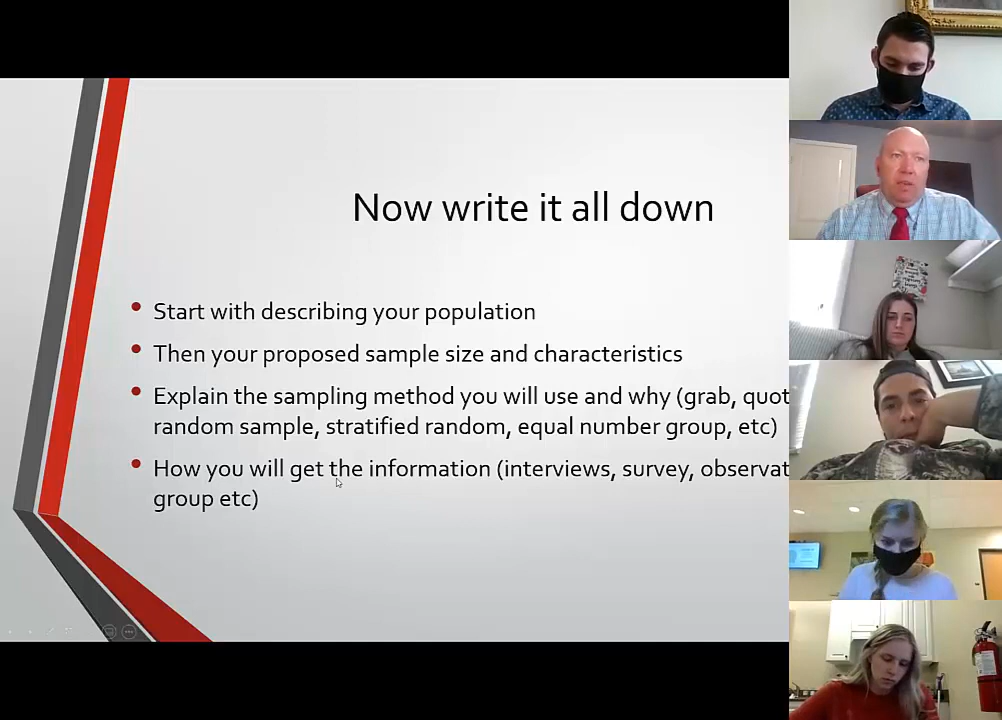 Now write it all down
• Start with describing your population
• Then your proposed sample size and characteristics
• Explain the sampling method you will use and why (grab, quot
random sample, stratified random, equal number group, etc)
• How you will get the information (interviews, survey, observat
group etc)